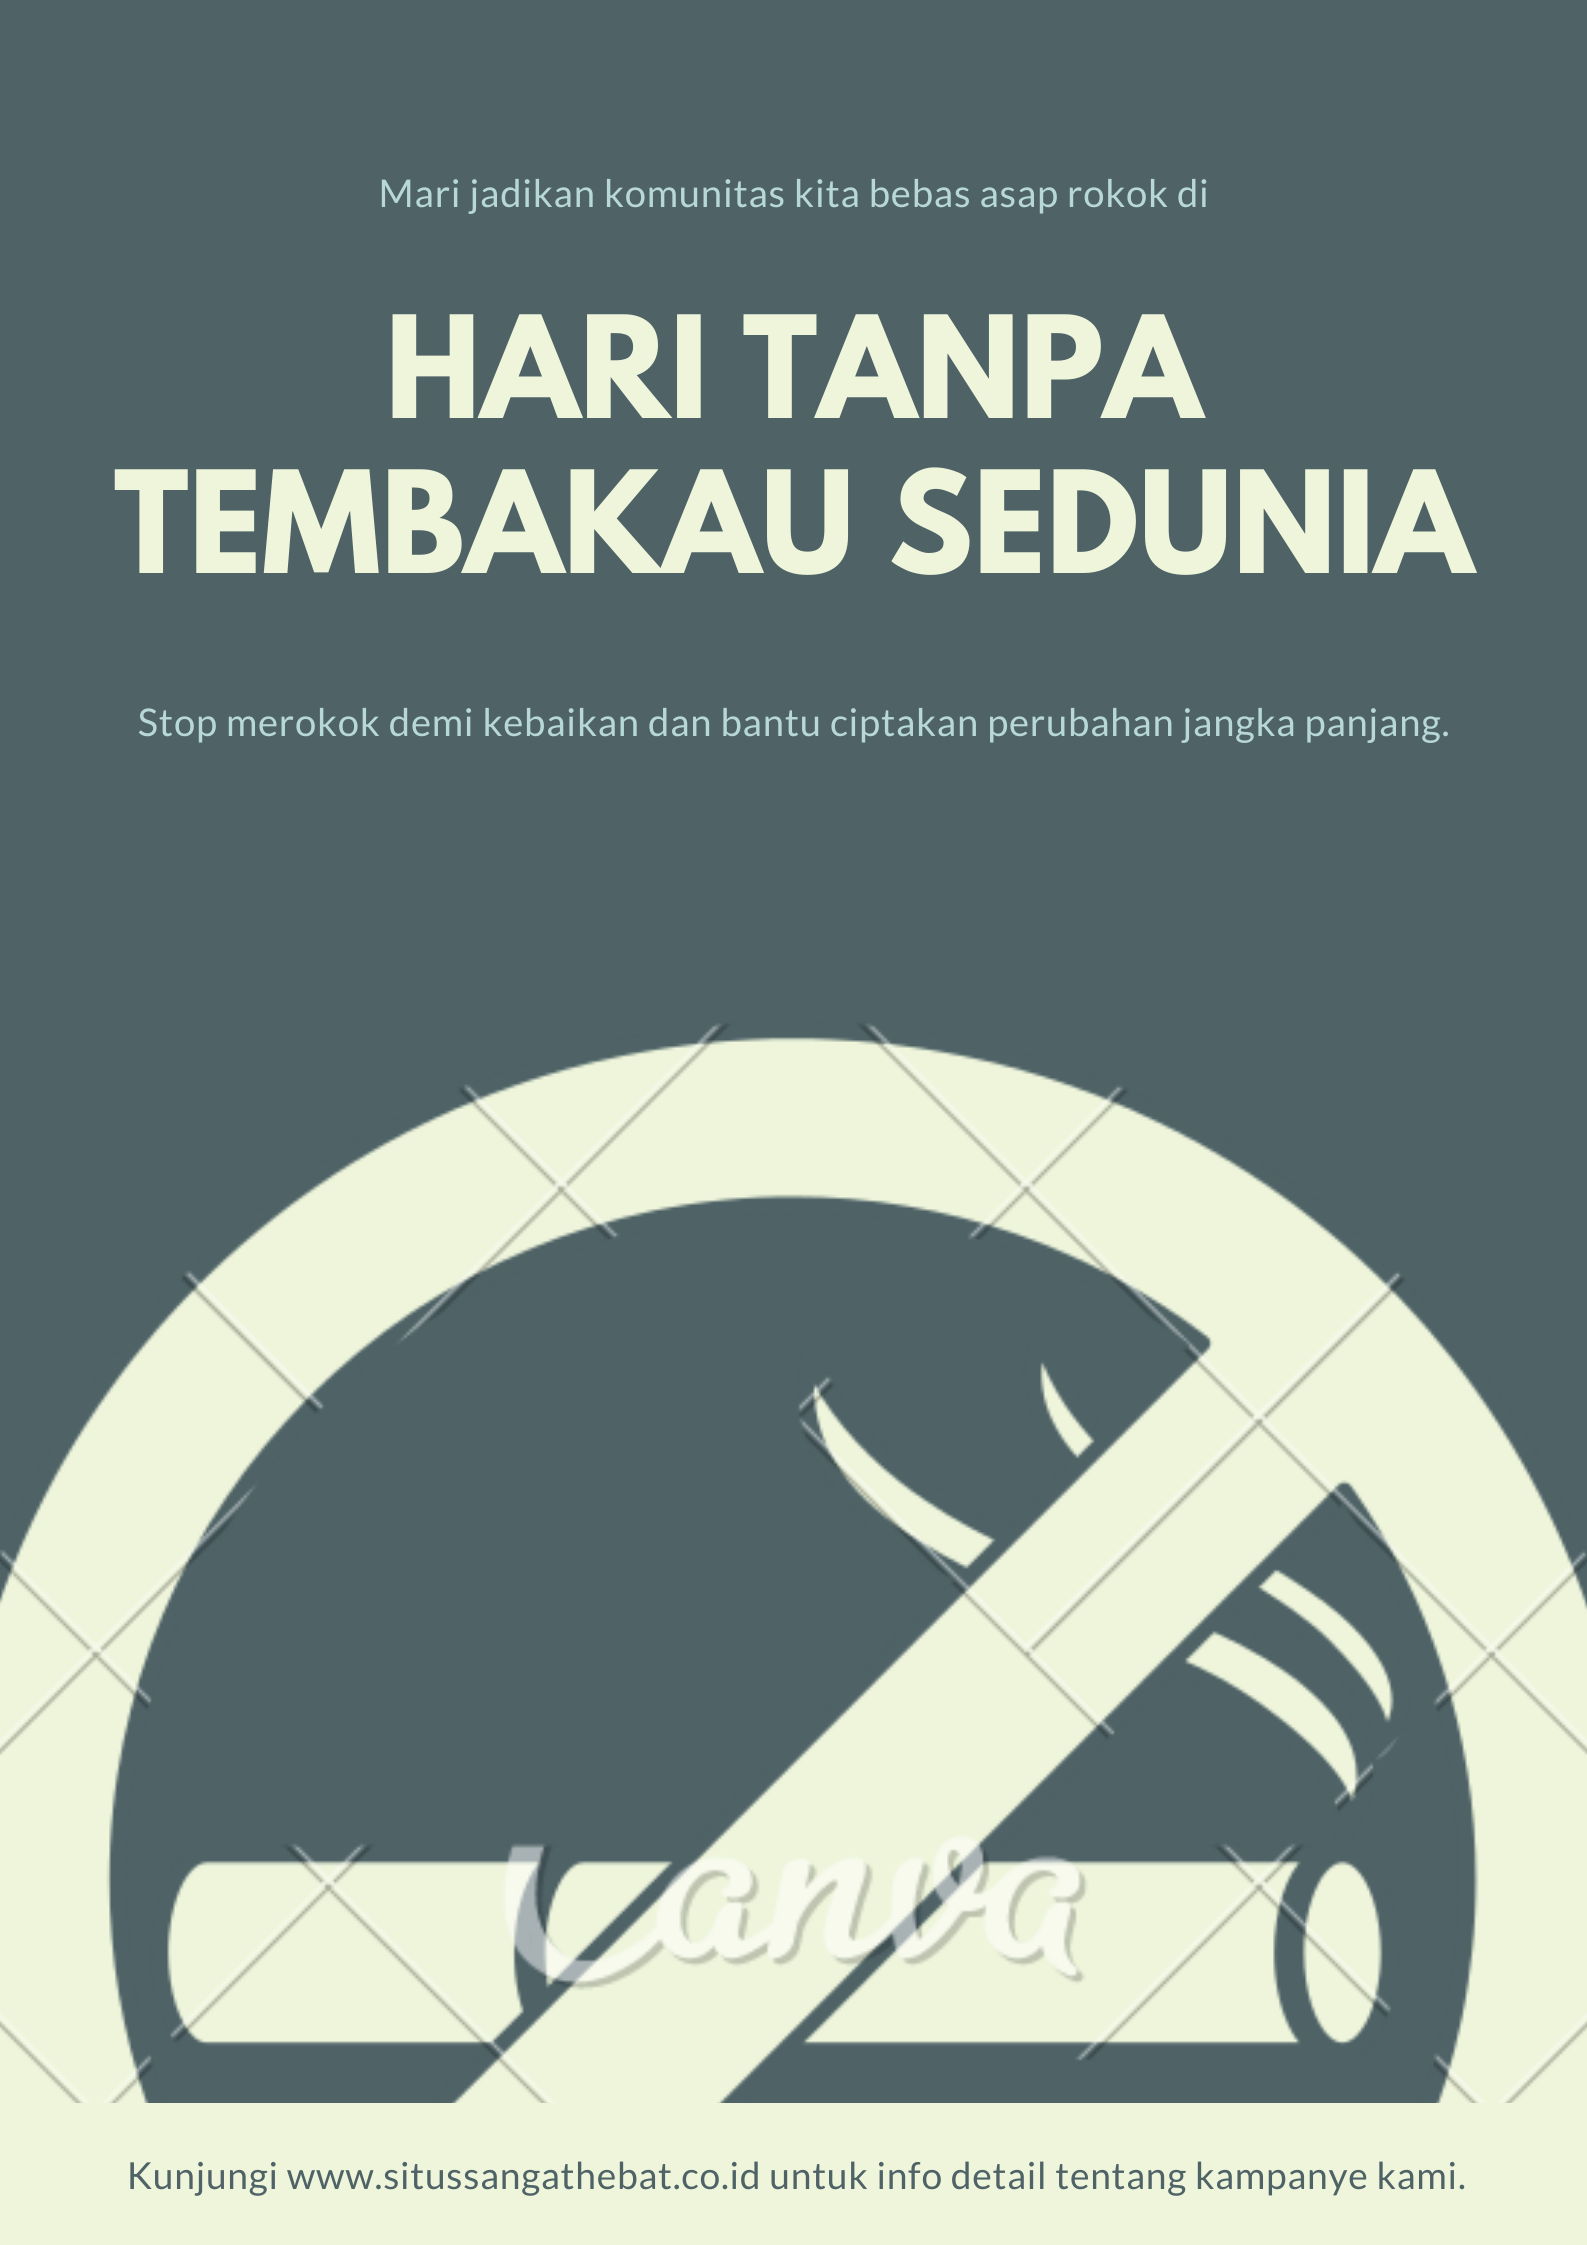 Mari jadikan komunitas kita bebas asap rokok di
HARI TANPA
TEMBAKAU SEDUNIA
Stop merokok demi kebaikan dan bantu ciptakan perubahan jangka panjang.
Canva
Kunjungi www.situssangathebat.co.id untuk info detail tentang kampanye kami.